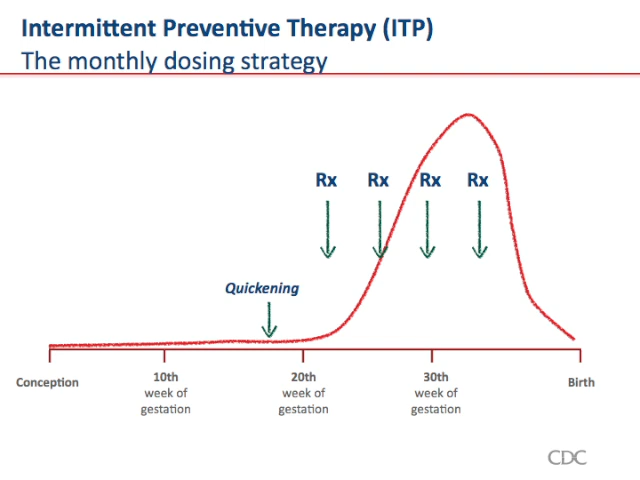 Intermittent Preventive Therapy (ITP)
The monthly dosing strategy
Rx Rx Rx Rx
Quickening
Conception
10th
week of
gestation
20th
week of
gestation
30th
week of
gestation
Birth
CDC